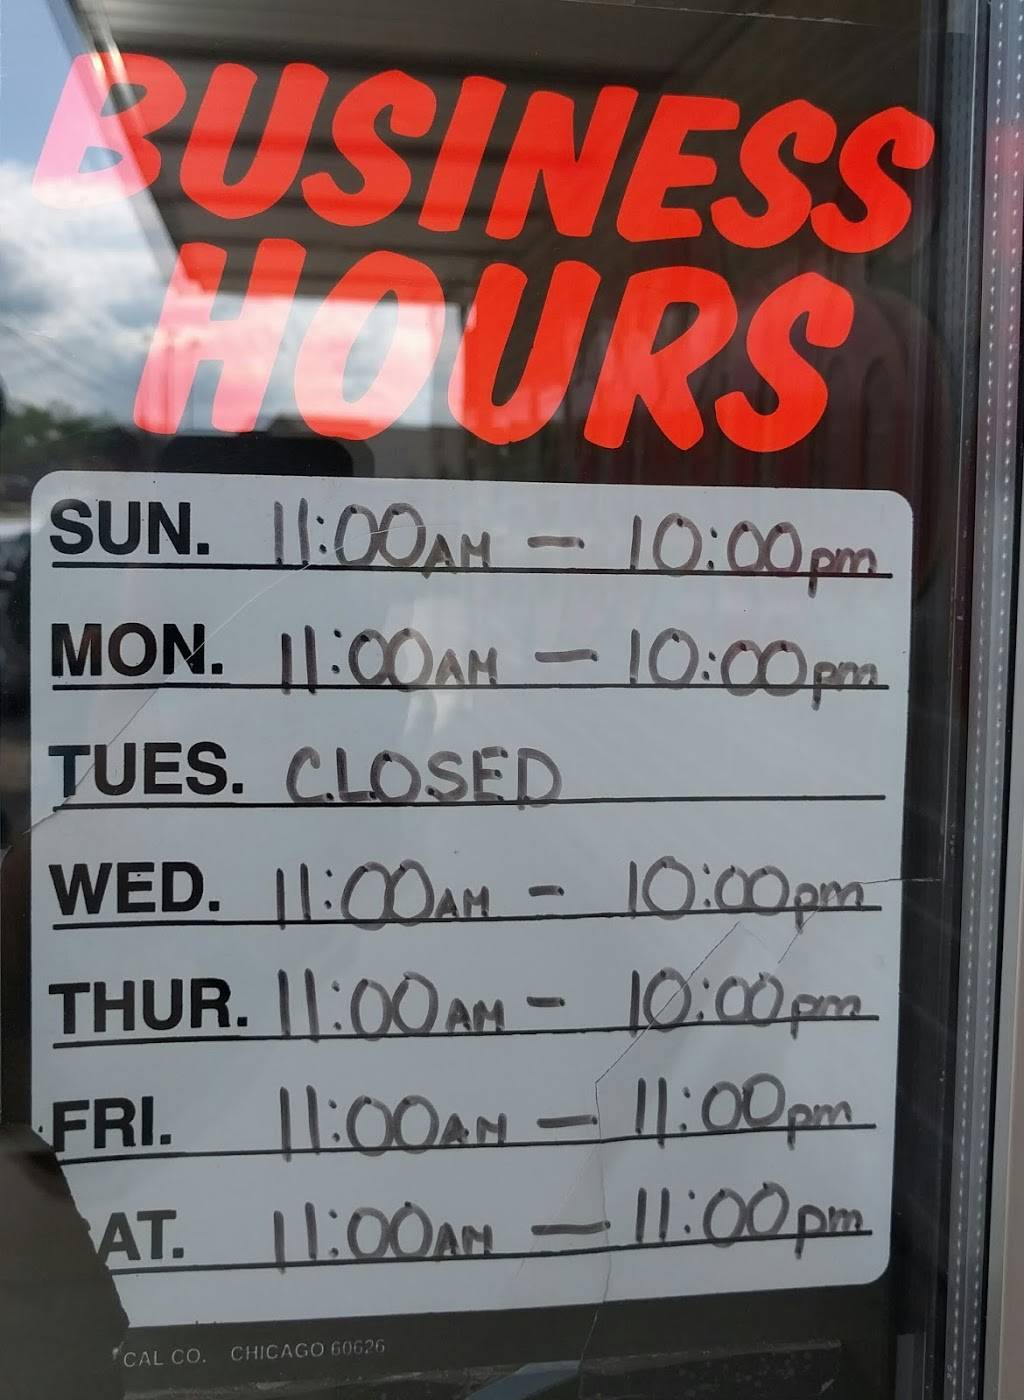 BUSINESS
HOURS
SUN. 11:00AM — 10:00pm
MON. 11:00AM — 10:00pm
TUES. CLOSED
WED. 11:00AM - 10:00pm
THUR. 11:00AM - 10:00pm
FRI. 11:00AM — 11:00pm
AT. 11:00AM — 11:00pm
CAL CO. CHICAGO 60626